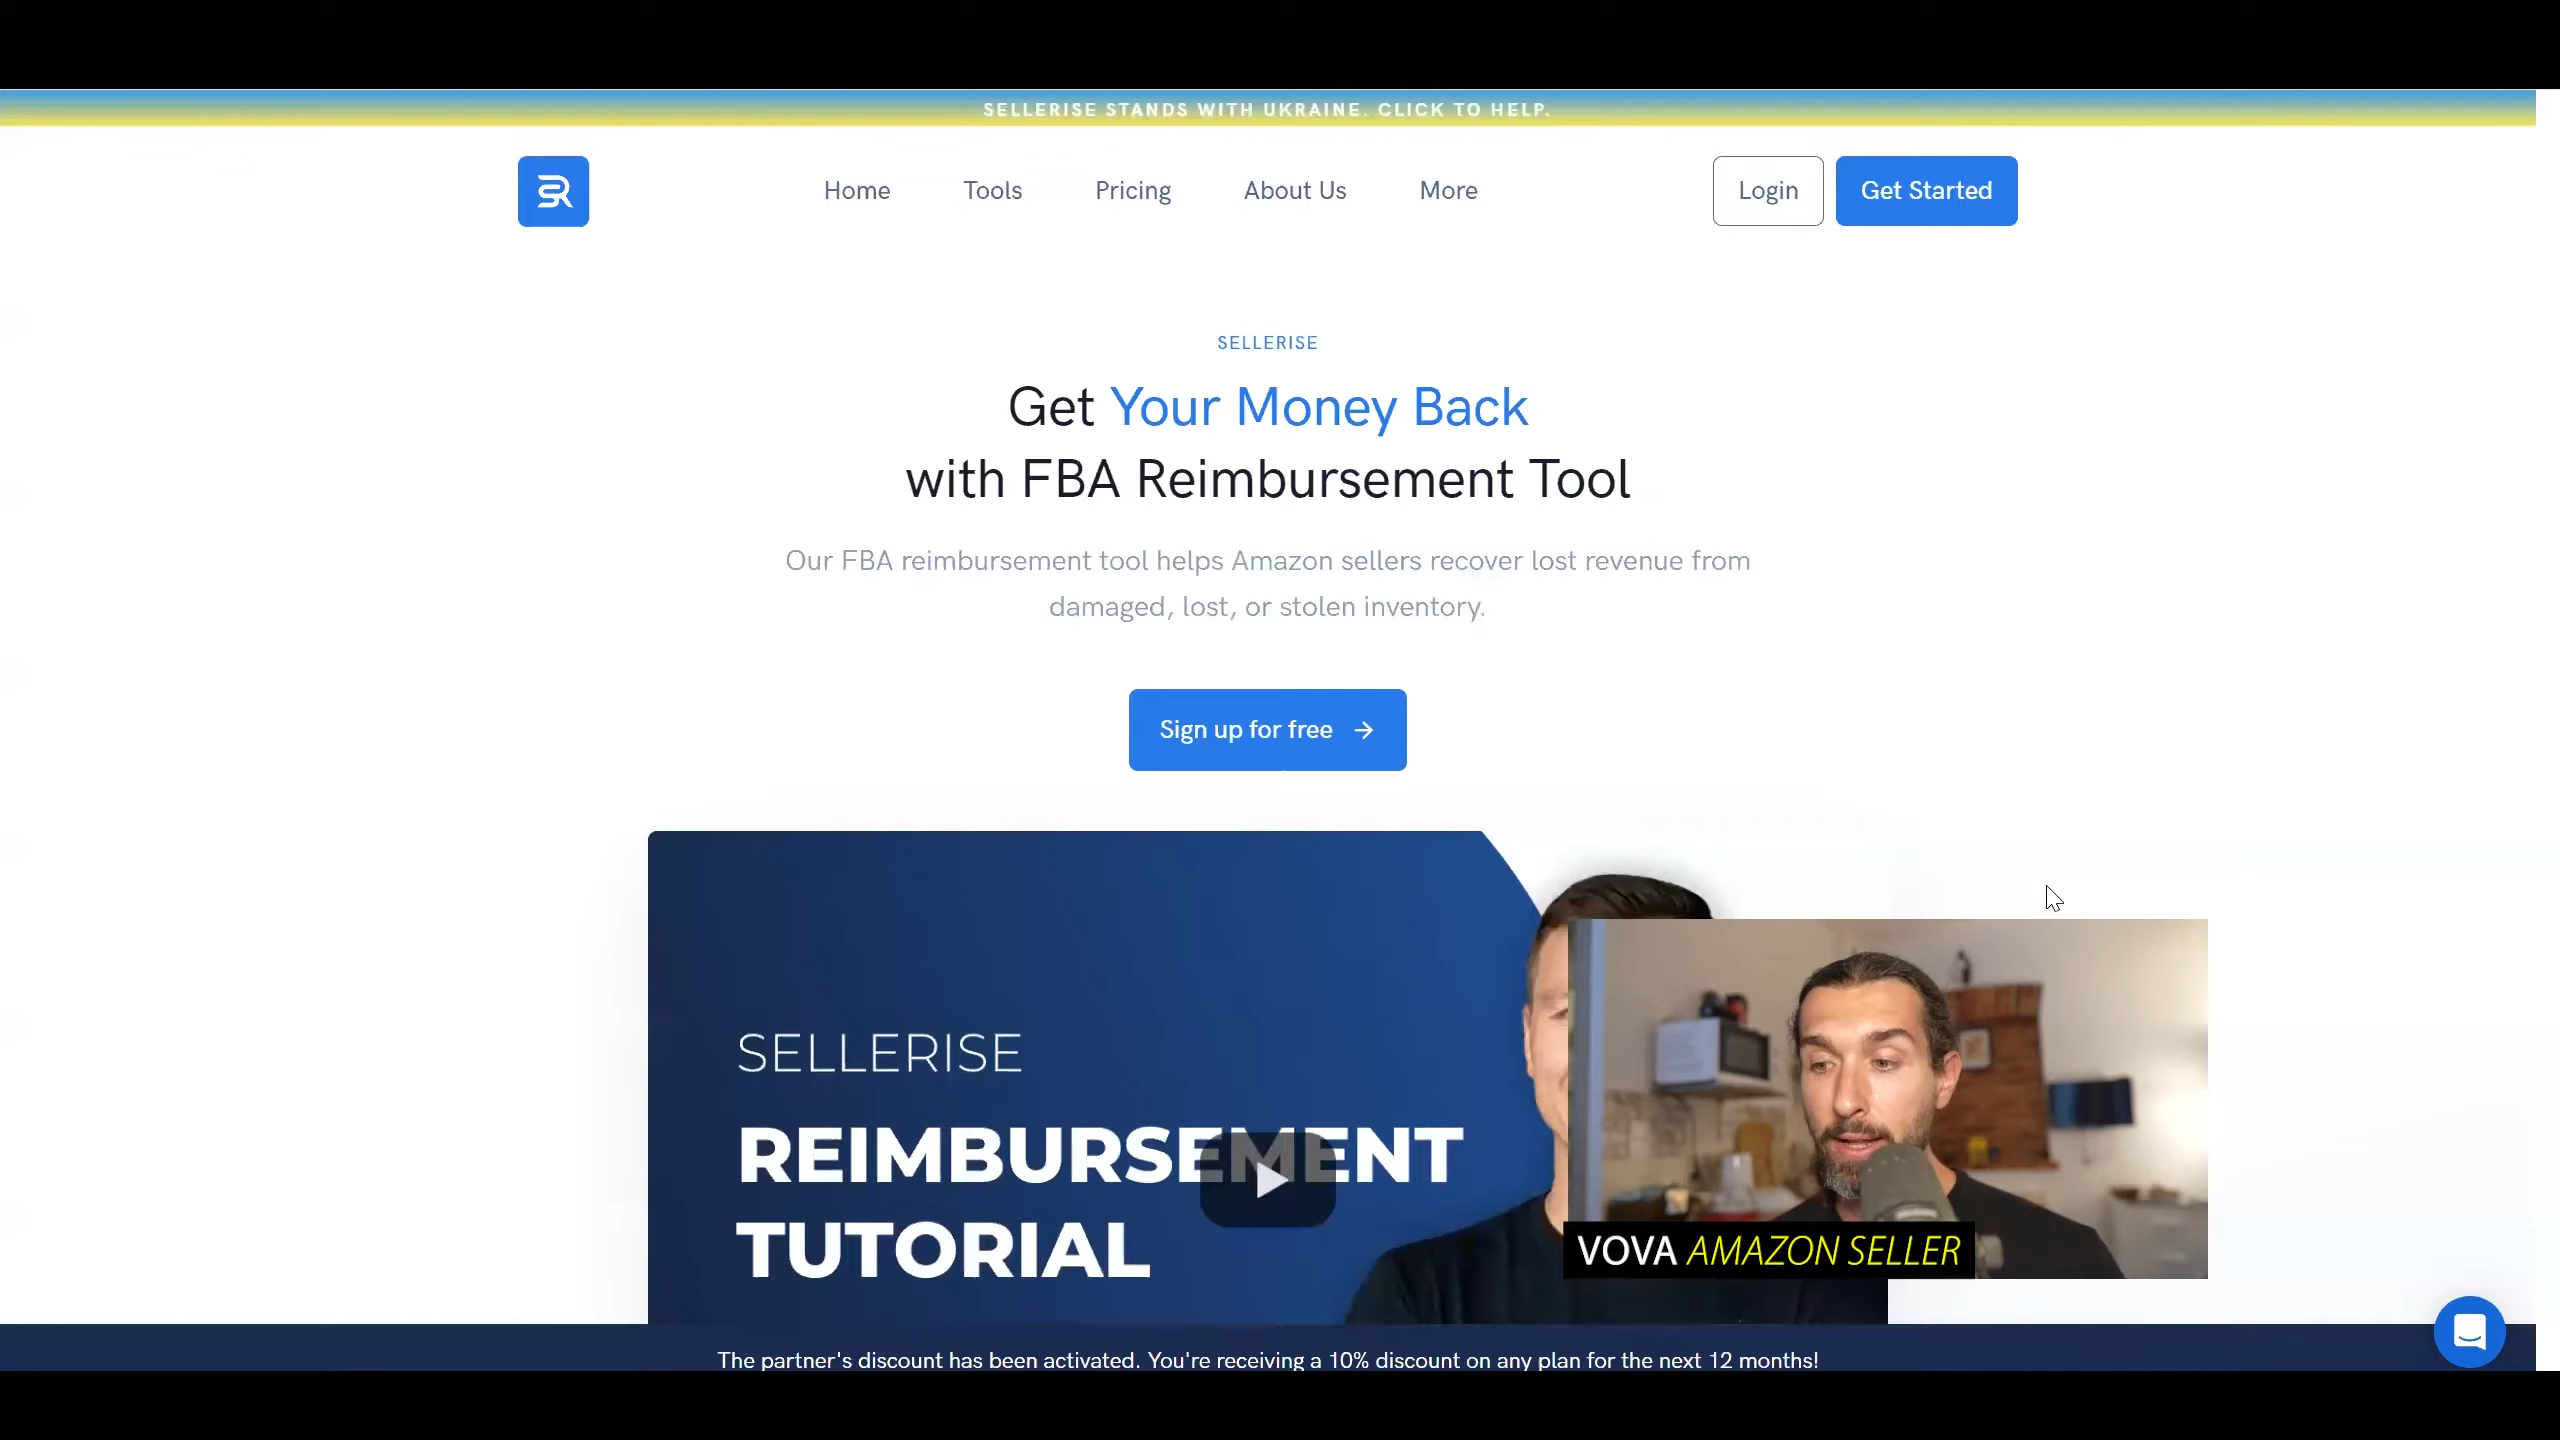 SELLERISE STANDS WITH UKRAINE. CLICK TO HELP.
SR
Home
Tools
Pricing
About Us
More
Login
Get Started
SELLERISE
Get Your Money Back
with FBA Reimbursement Tool
Our FBA reimbursement tool helps Amazon sellers recover lost revenue from
damaged, lost, or stolen inventory.
Sign up for free
SELLERISE
REIMBURSEMENT
TUTORIAL
VOVA AMAZON SELLER
The partner's discount has been activated. You're receiving a 10% discount on any plan for the next 12 months!